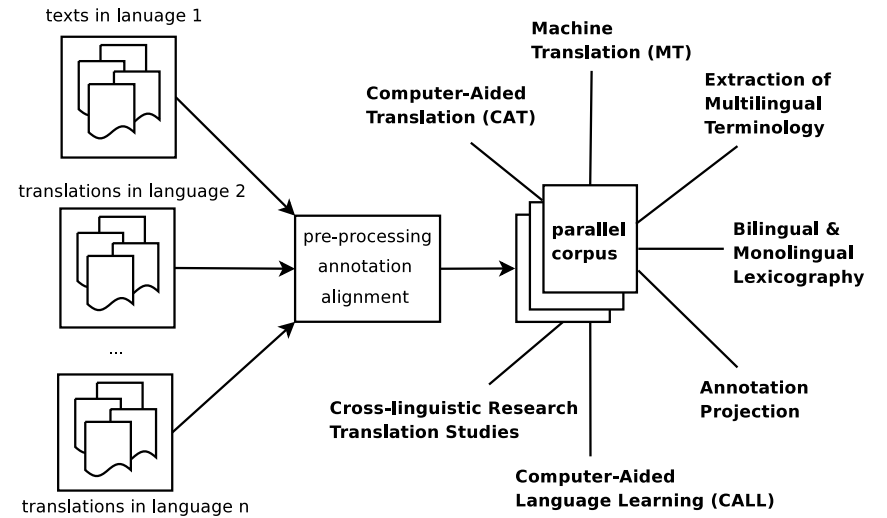 texts in lanuage 1
translations in language 2
...
translations in language n
pre-processing
annotation
alignment
parallel
corpus
Computer-Aided
Translation (CAT)
Machine
Translation (MT)
Extraction of
Multilingual
Terminology
Bilingual &
Monolingual
Lexicography
Annotation
Projection
Computer-Aided
Language Learning (CALL)
Cross-linguistic Research
Translation Studies